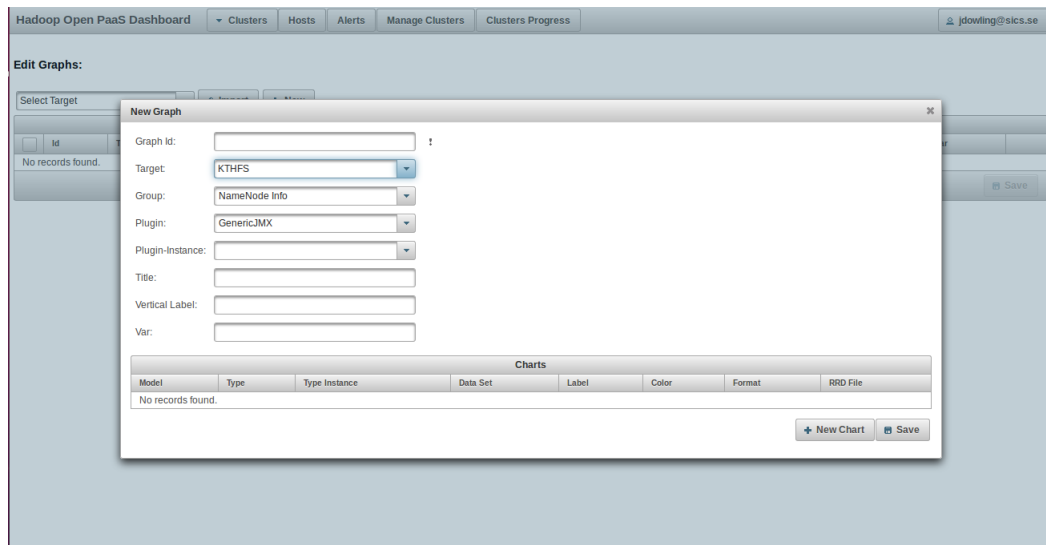 Hadoop Open PaaS Dashboard Clusters Hosts Alerts Manage Clusters Clusters Progress jdowling@sics.se
Edit Graphs:
Select Target Import New
New Graph
Id
No records found.
Save
Graph Id: !
Target: KTHFS
Group: NameNode Info
Plugin: GenericJMX
Plugin-Instance:
Title:
Vertical Label:
Var:
Charts
Model Type Type Instance Data Set Label Color Format RRD File
No records found.
New Chart Save